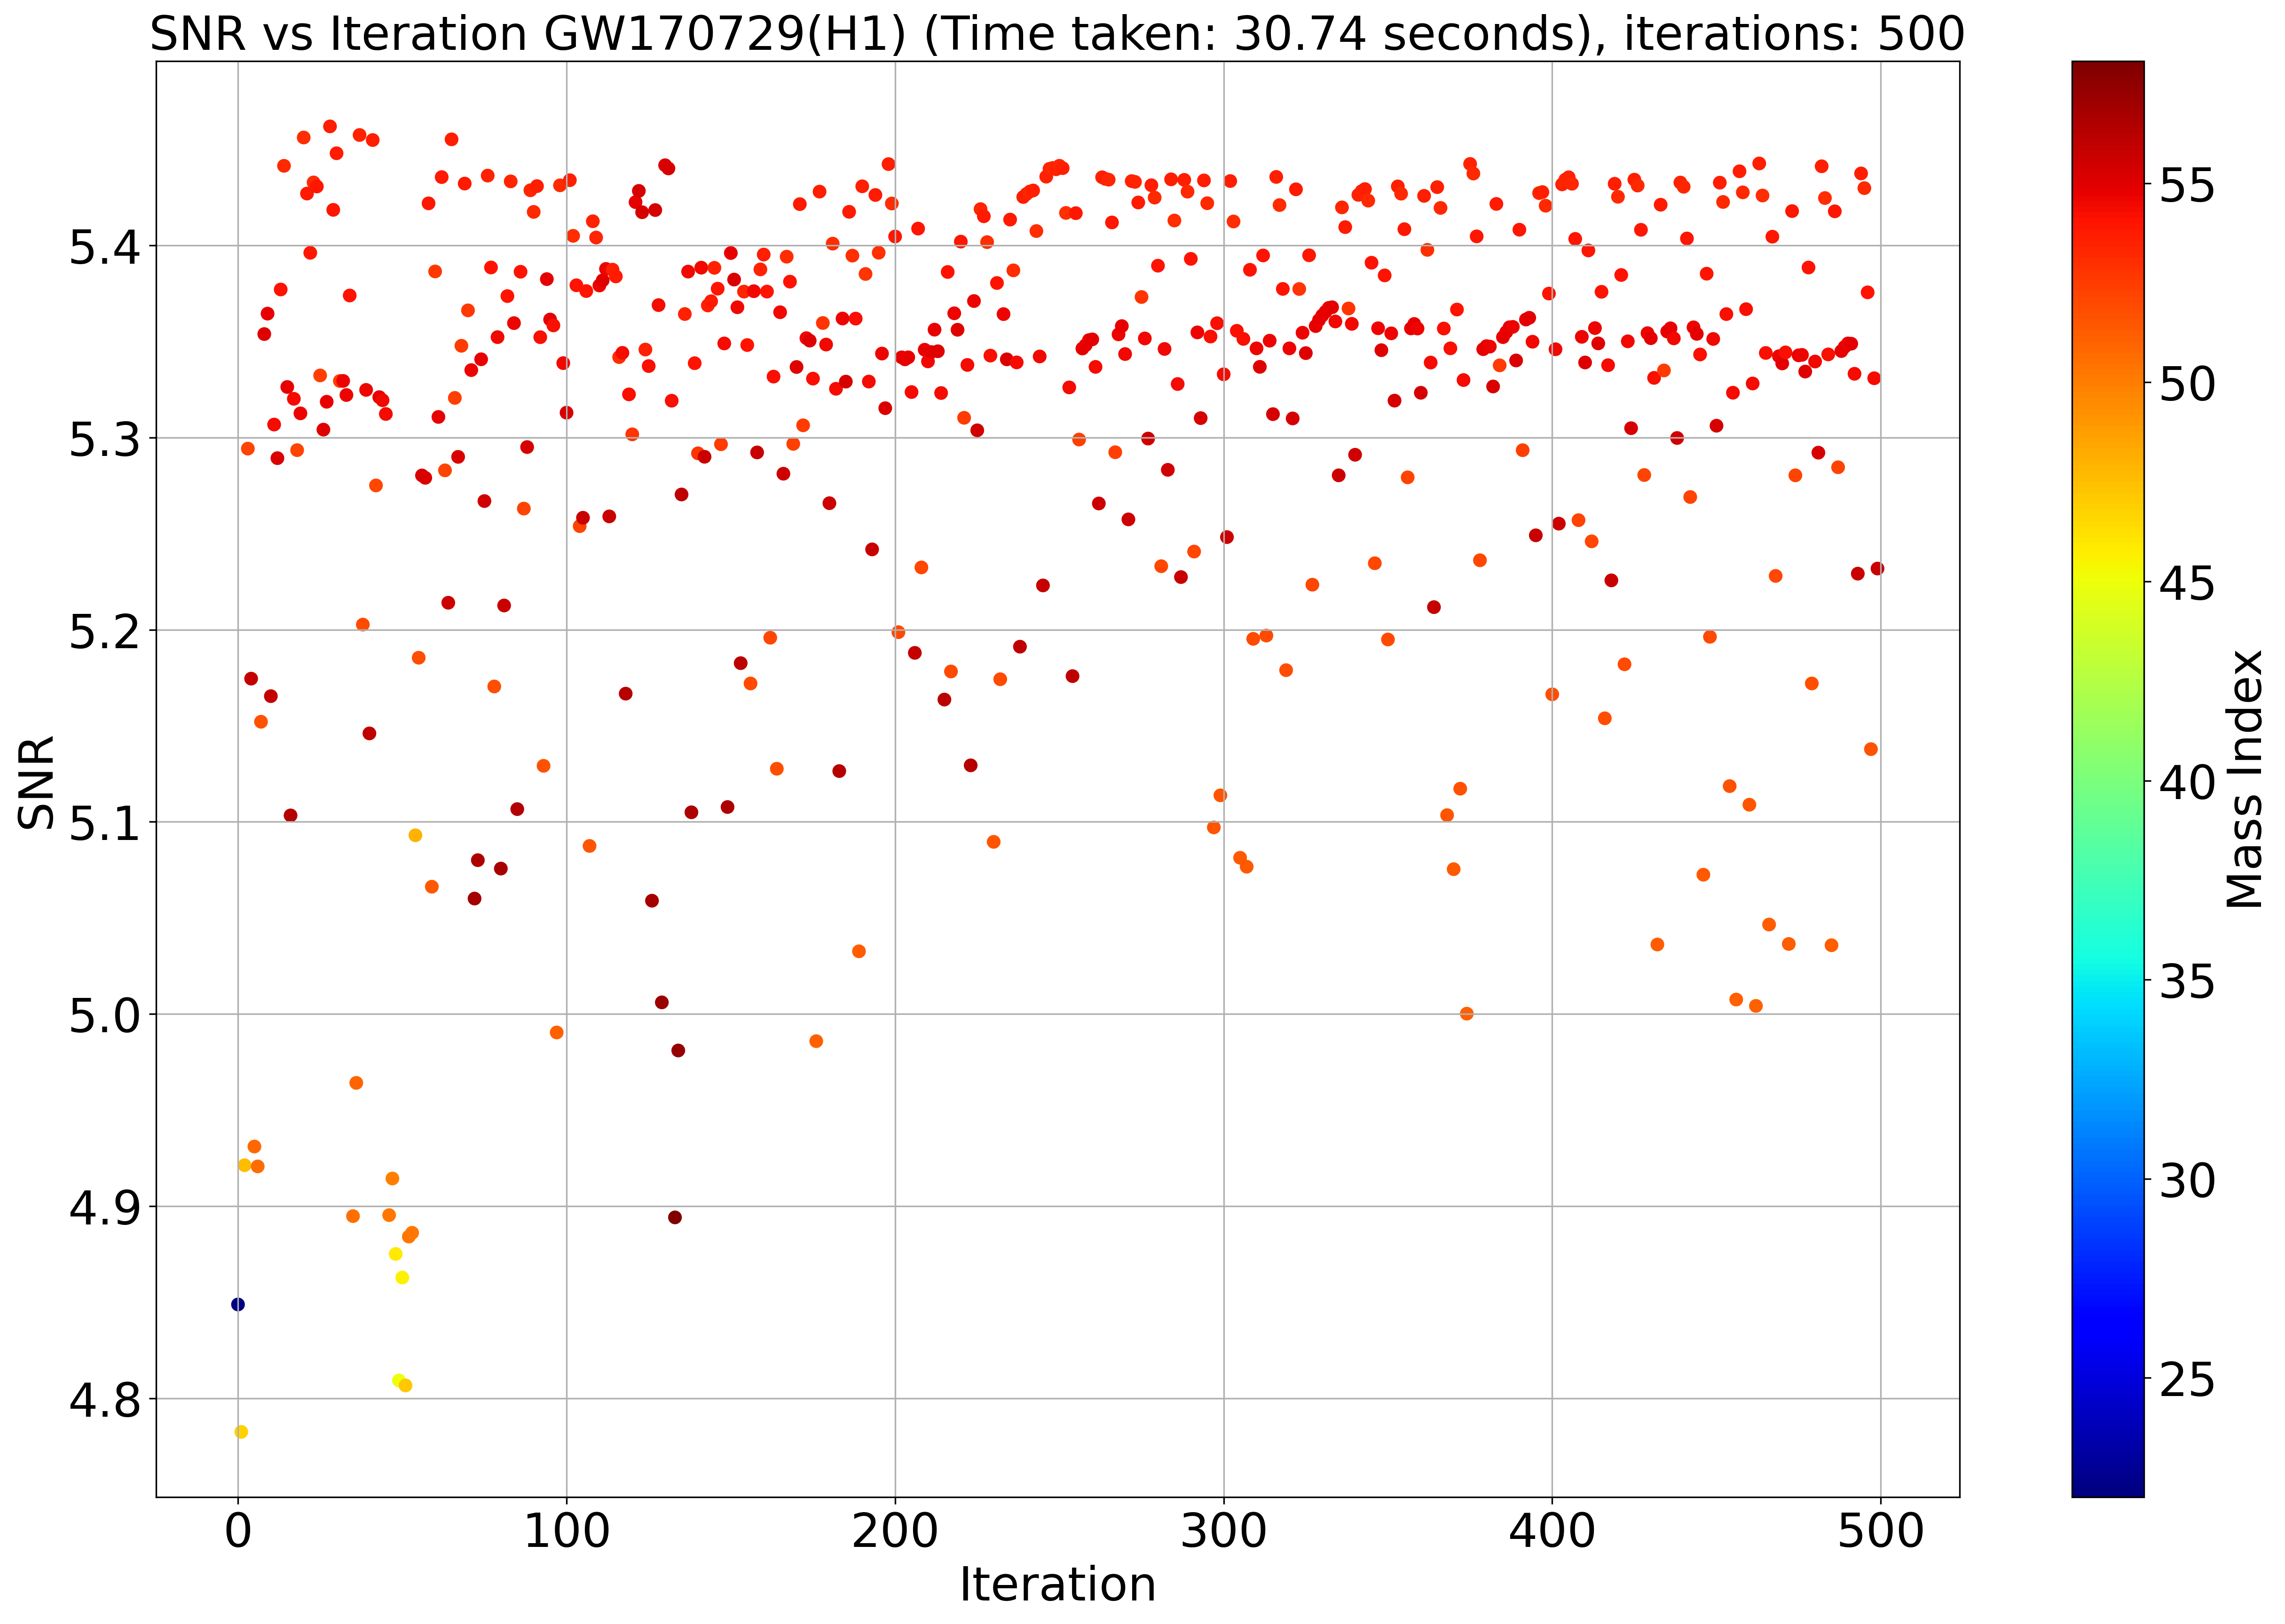 SNR vs Iteration GW170729(H1) (Time taken: 30.74 seconds), iterations: 500
SNR
5.4
5.3
5.2
5.1
5.0
4.9
4.8
0 100 200 300 400 500
Iteration
55
50
45
40
35
30
25
Mass Index